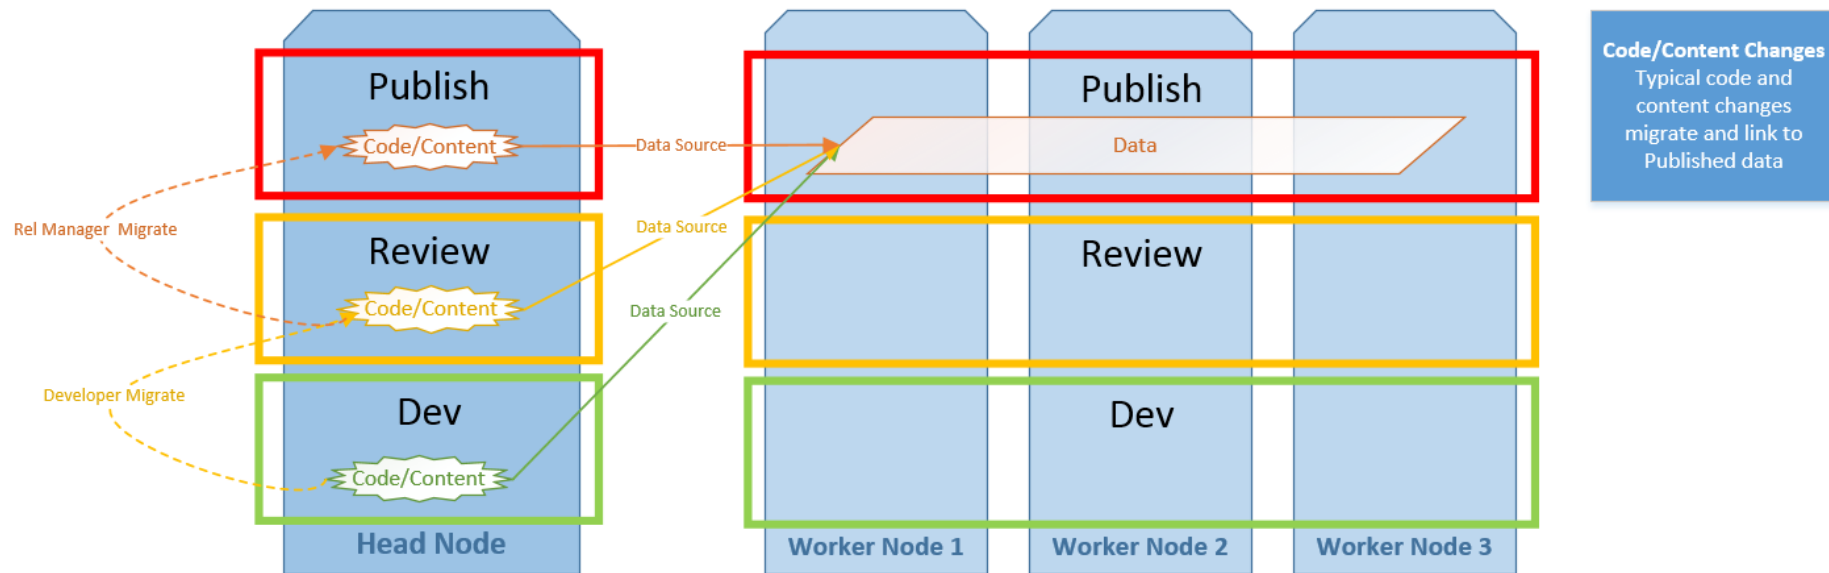 Publish
Code/Content
Rel Manager  Migrate
Review
Code/Content
Developer Migrate
Dev
Code/Content
Head Node
Data Source
Data Source
Data Source
Publish
Data
Review
Dev
Worker Node 1
Worker Node 2
Worker Node 3
Code/Content Changes
Typical code and
content changes
migrate and link to
Published data